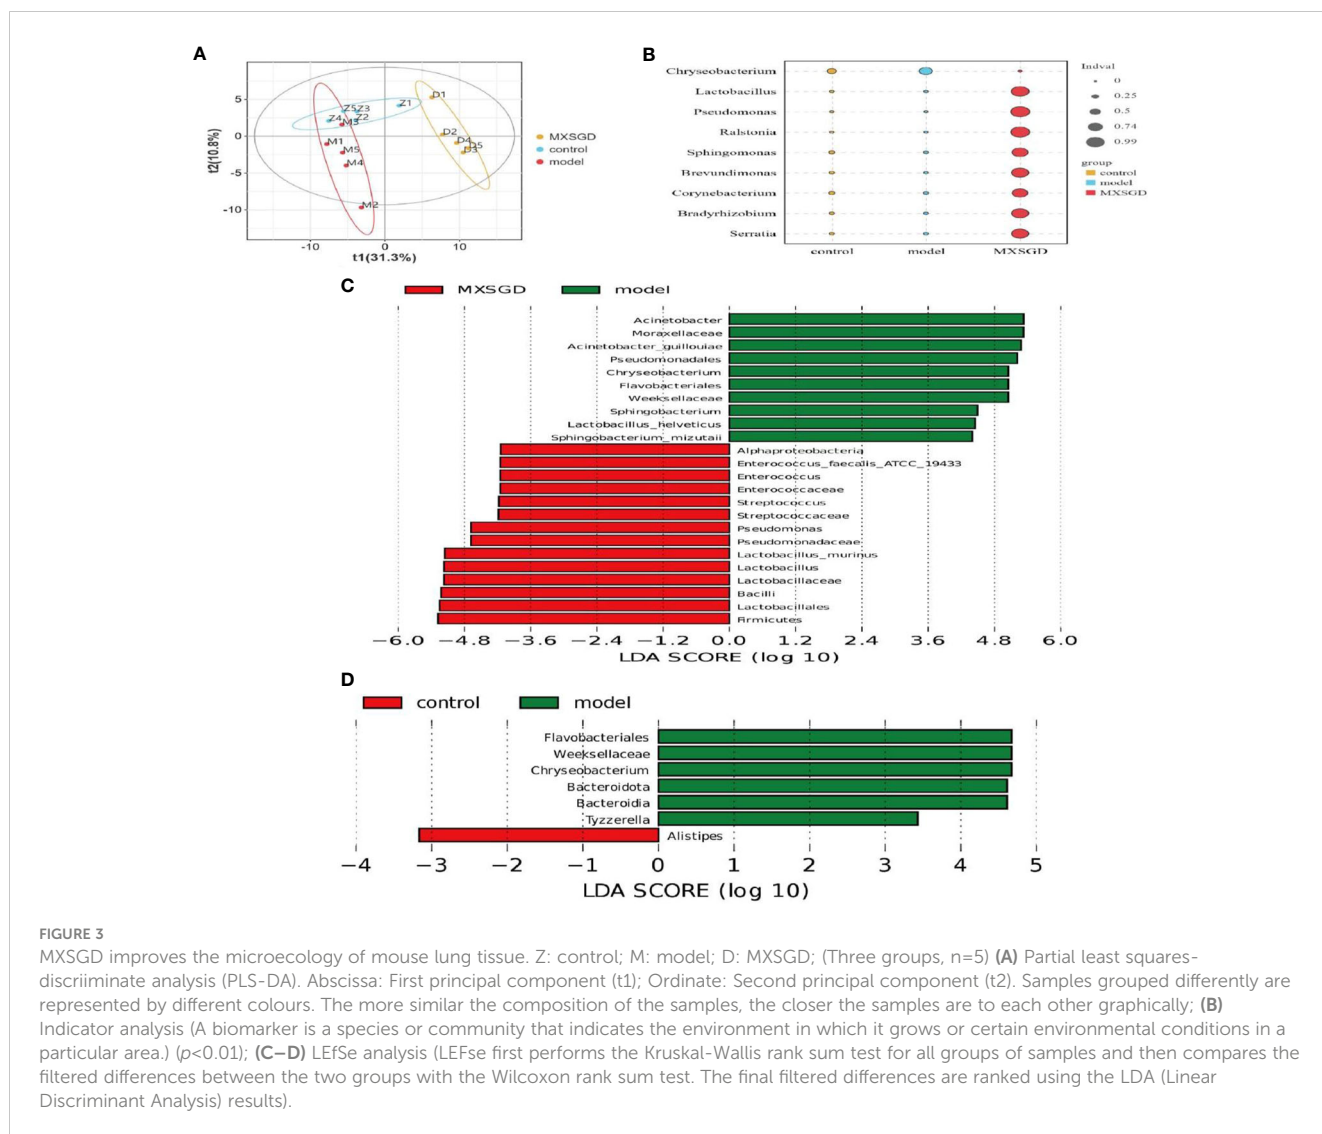 A
t2(10.8%)
5
0
-5
-10
-10
0
10
t1(31.3%)
D1
Z5
Z3
Z1
Z4
M3
Z2
D2
D4
D5
D3
M1
M5
M4
M2
MXSGD
control
model
B
Chryseobacterium
Lactobacillus
Pseudomonas
Ralstonia
Sphingomonas
Brevundimonas
Corynebacterium
Bradyrhizobium
Serratia
control model MXSGD
Indval
0
0.25
0.5
0.74
0.99
group
control
model
MXSGD
C
MXSGD model
Acinetobacter
Moraxellaceae
Acinetobacter_guillouiae
Pseudomonadales
Chryseobacterium
Flavobacteriales
Weeksellaceae
Sphingobacterium
Lactobacillus_helveticus
Sphingobacterium_mizutaii
Alphaproteobacteria
Enterococcus_faecalis_ATCC_19433
Enterococcus
Enterococcaceae
Streptococcus
Streptococcaceae
Pseudomonas
Pseudomonadaceae
Lactobacillus_murinus
Lactobacillus
Lactobacillaceae
Bacilli
Lactobacillales
Firmicutes
−6.0 −4.8 −3.6 −2.4 −1.2 0.0 1.2 2.4 3.6 4.8 6.0
LDA SCORE (log 10)
D
control model
Flavobacteriales
Weeksellaceae
Chryseobacterium
Bacteroidota
Bacteroidia
Tyzzerella
Alistipes
−4 −3 −2 −1 0 1 2 3 4 5
LDA SCORE (log 10)
FIGURE 3
MXSGD improves the microecology of mouse lung tissue. Z: control; M: model; D: MXSGD; (Three groups, n=5) (A) Partial least squares-
discriiminate analysis (PLS-DA). Abscissa: First principal component (t1); Ordinate: Second principal component (t2). Samples grouped differently are
represented by different colours. The more similar the composition of the samples, the closer the samples are to each other graphically; (B)
Indicator analysis (A biomarker is a species or community that indicates the environment in which it grows or certain environmental conditions in a
particular area.) (p<0.01); (C–D) LEfSe analysis (LEFse first performs the Kruskal-Wallis rank sum test for all groups of samples and then compares the
filtered differences between the two groups with the Wilcoxon rank sum test. The final filtered differences are ranked using the LDA (Linear
Discriminant Analysis) results).